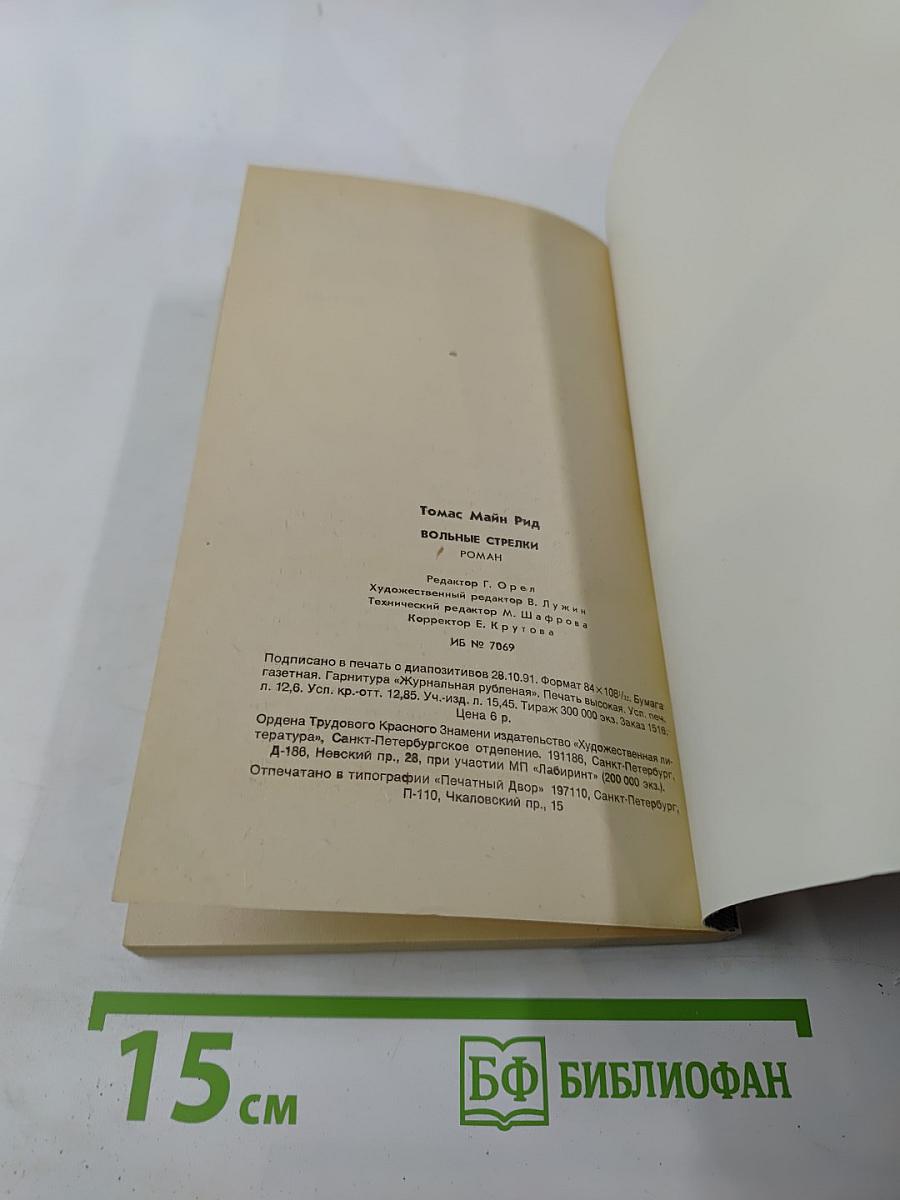 Томас Майн Рид
ВОЛЬНЫЕ СТРЕЛКИ
РОМАН
Редактор Г. Орел
Художественный редактор В. Лужин
Технический редактор М. Шафрова
Корректор Е. Крутова
ИБ № 7069
Подписано в печать с диапозитивов 28.10.91. Формат 84×108¹/₃₂. Бумага
газетная. Гарнитура «Журнальная рубленая». Печать высокая. Усл. печ.
л. 12,6. Усл. кр.-отт. 12,85. Уч.-изд. л. 15,45. Тираж 300 000 экз. Заказ 1516.
Цена 6 р.
Ордена Трудового Красного Знамени издательство «Художественная ли-
тература», Санкт-Петербургское отделение. 191186, Санкт-Петербург,
Д-186, Невский пр., 28, при участии МП «Лабиринт» (200 000 экз.).
Отпечатано в типографии «Печатный Двор» 197110, Санкт-Петербург,
П-110, Чкаловский пр., 15
15 см
БФ БИБЛИОФАН